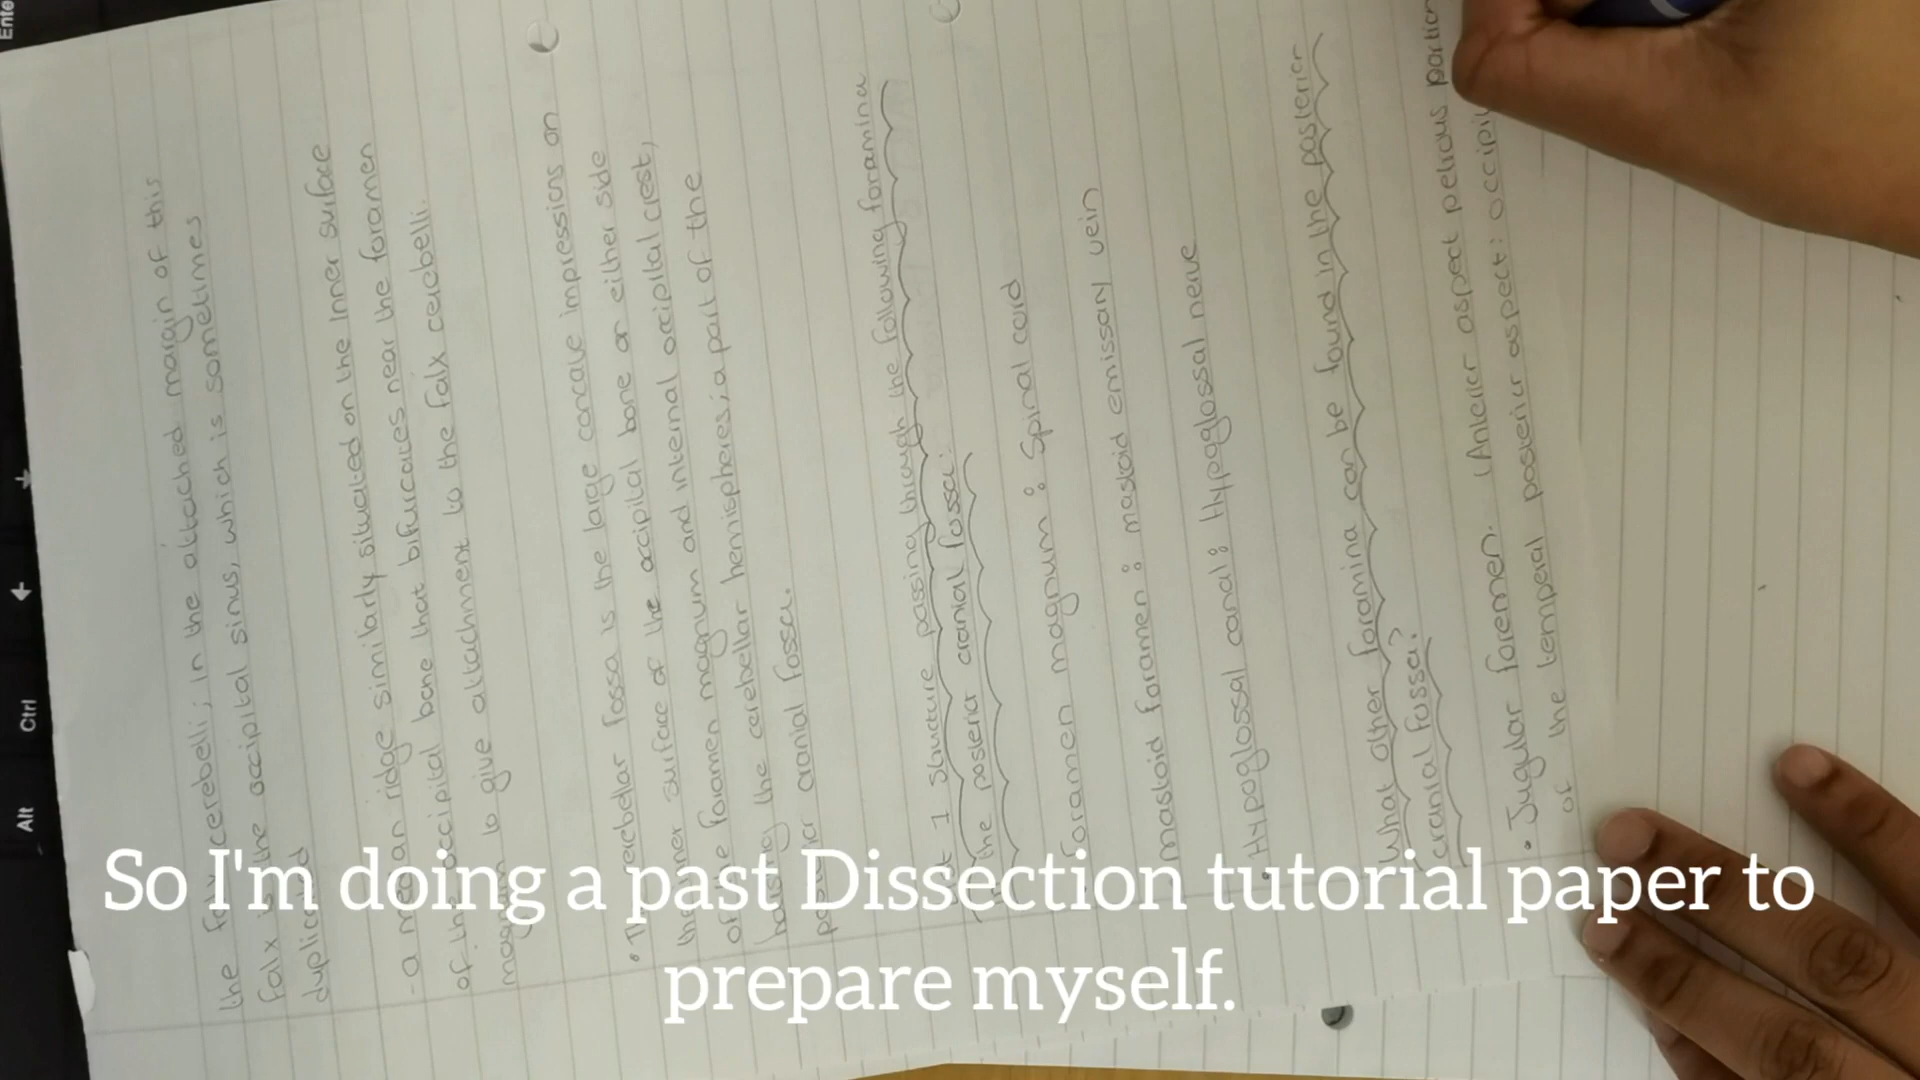 the falx cerebelli; in the attached margin of this
falx is the occipital sinus, which is sometimes
duplicated
- a median ridge similarly situated on the inner surface
of the occipital bone that bifurcates near the foramen
magnum to give attachment to the falx cerebelli.
• The cerebellar fossa is the large concale impressions on
the inner surface of the occipital bone on either side
of the foramen magnum and internal occipital crest,
housing the cerebellar hemispheres; a part of the
posterior cranial fossa.
1 structure passing through the following foramina
the posterior cranial fossa:
foramen magnum : Spinal cord
mastoid foramen : mastoid emissary vein
• Hypoglossal canal : Hypoglossal nerve
What other foramina can be found in the posterior
cranial fossa?
• Jugular foremen. (Anterior aspect petrous portion
of the temperal posterior aspect: occipi
Alt
Ctrl
Ente
So I'm doing a past Dissection tutorial paper to
prepare myself.